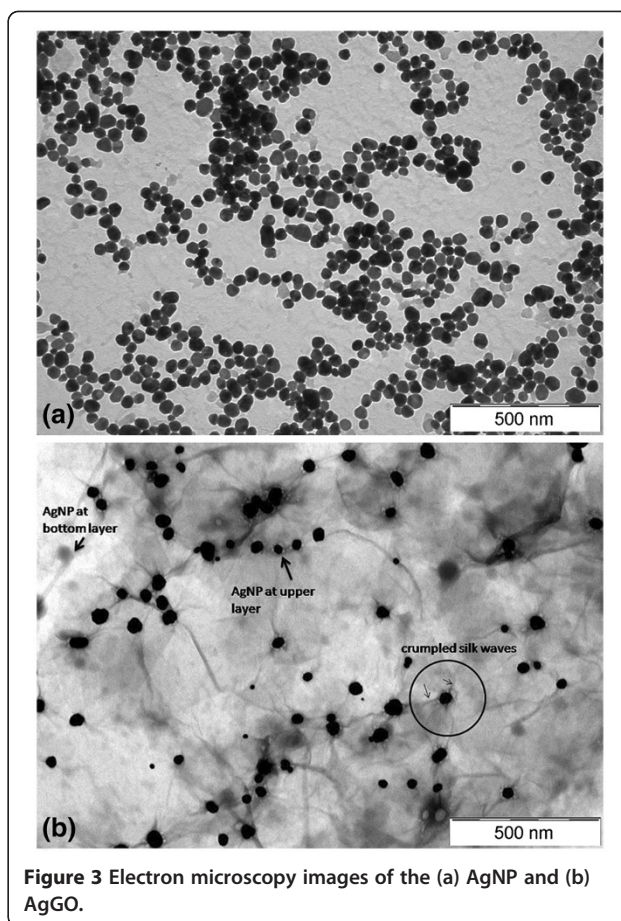 (a)
500 nm
AgNP at
bottom layer
AgNP at upper
layer
crumpled silk waves
(b)
500 nm
Figure 3 Electron microscopy images of the (a) AgNP and (b)
AgGO.